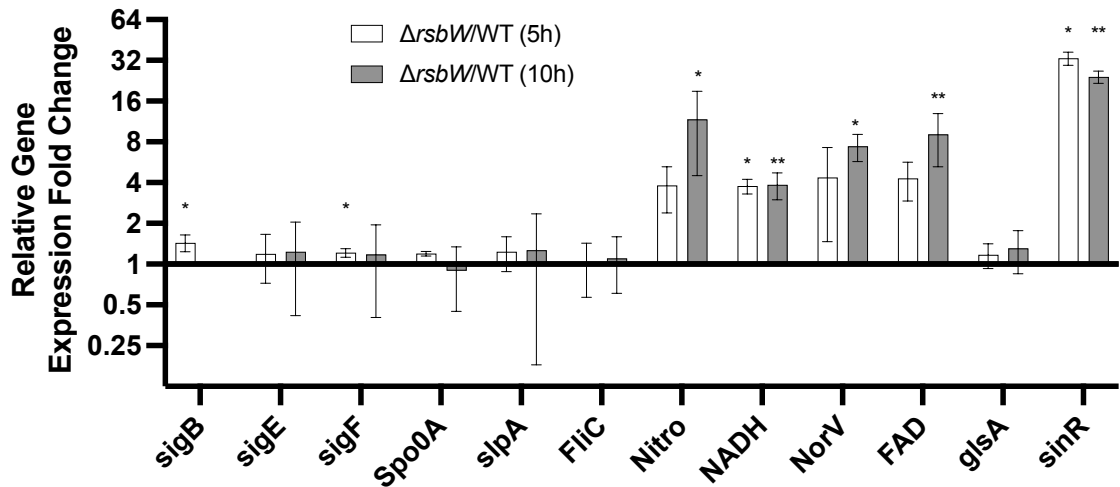 Relative Gene
Expression Fold Change
64
32
16
8
4
2
1
0.5
0.25
ΔrsbW/WT (5h)
ΔrsbW/WT (10h)
*
*
*
*
**
*
**
*
**
sigB
sigE
sigF
Spo0A
slpA
FliC
Nitro
NADH
NorV
FAD
glsA
sinR